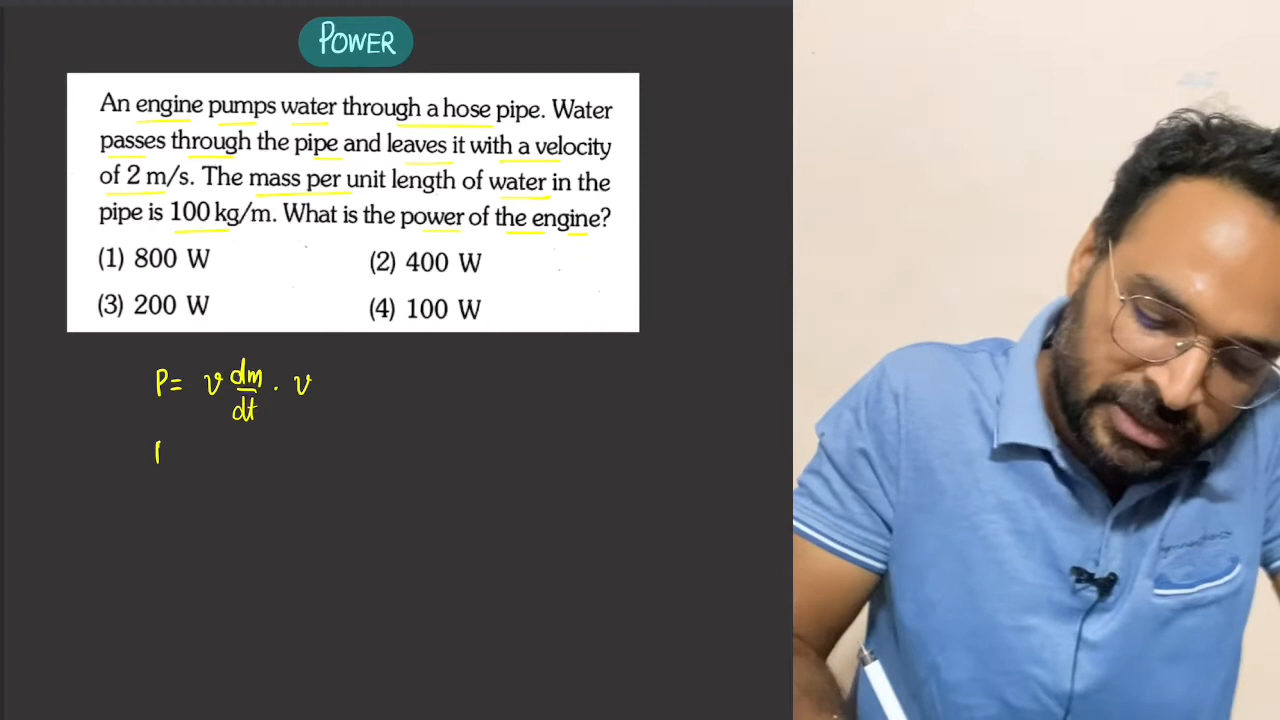 POWER
An engine pumps water through a hose pipe. Water
passes through the pipe and leaves it with a velocity
of 2 m/s. The mass per unit length of water in the
pipe is 100 kg/m. What is the power of the engine?
(1) 800 W (2) 400 W
(3) 200 W (4) 100 W
P = v dm/dt . v